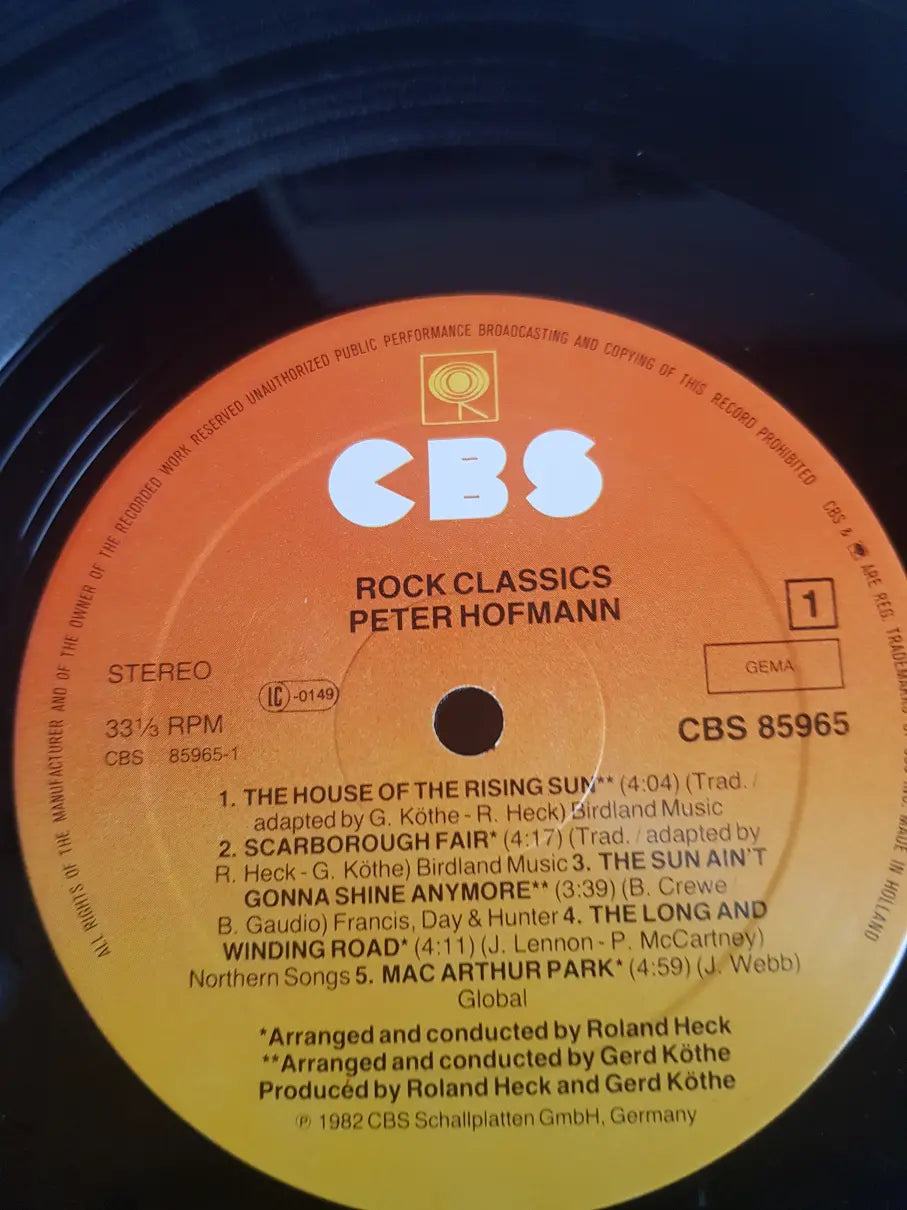 ALL RIGHTS OF THE MANUFACTURER AND OF THE OWNER OF THE RECORDED WORK RESERVED UNAUTHORIZED PUBLIC PERFORMANCE BROADCASTING AND COPYING OF THIS RECORD PROHIBITED
CBS & ARE REG. TRADEMARKS MADE IN HOLLAND
CBS
ROCK CLASSICS
PETER HOFMANN
1
STEREO
GEMA
LC -0149
33⅓ RPM
CBS 85965
CBS 85965-1
1. THE HOUSE OF THE RISING SUN** (4:04) (Trad. /
adapted by G. Köthe - R. Heck) Birdland Music
2. SCARBOROUGH FAIR* (4:17) (Trad. / adapted by
R. Heck - G. Köthe) Birdland Music 3. THE SUN AIN'T
GONNA SHINE ANYMORE** (3:39) (B. Crewe
B. Gaudio) Francis, Day & Hunter 4. THE LONG AND
WINDING ROAD* (4:11) (J. Lennon - P. McCartney)
Northern Songs 5. MAC ARTHUR PARK* (4:59) (J. Webb)
Global
*Arranged and conducted by Roland Heck
**Arranged and conducted by Gerd Köthe
Produced by Roland Heck and Gerd Köthe
℗ 1982 CBS Schallplatten GmbH, Germany